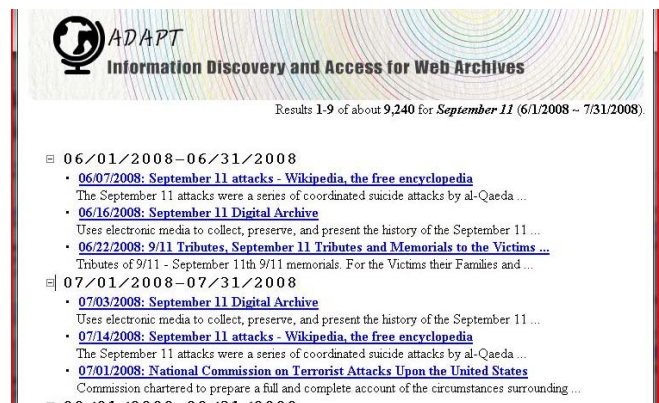 ADAPT
Information Discovery and Access for Web Archives
Results 1-9 of about 9,240 for September 11 (6/1/2008 ~ 7/31/2008).
06/01/2008-06/31/2008
06/07/2008: September 11 attacks - Wikipedia, the free encyclopedia
The September 11 attacks were a series of coordinated suicide attacks by al-Qaeda ...
06/16/2008: September 11 Digital Archive
Uses electronic media to collect, preserve, and present the history of the September 11 ...
06/22/2008: 9/11 Tributes, September 11 Tributes and Memorials to the Victims ...
Tributes of 9/11 - September 11th 9/11 memorials. For the Victims their Families and ...
07/01/2008-07/31/2008
07/03/2008: September 11 Digital Archive
Uses electronic media to collect, preserve, and present the history of the September 11 ...
07/14/2008: September 11 attacks - Wikipedia, the free encyclopedia
The September 11 attacks were a series of coordinated suicide attacks by al-Qaeda ...
07/01/2008: National Commission on Terrorist Attacks Upon the United States
Commission chartered to prepare a full and complete account of the circumstances surrounding ...